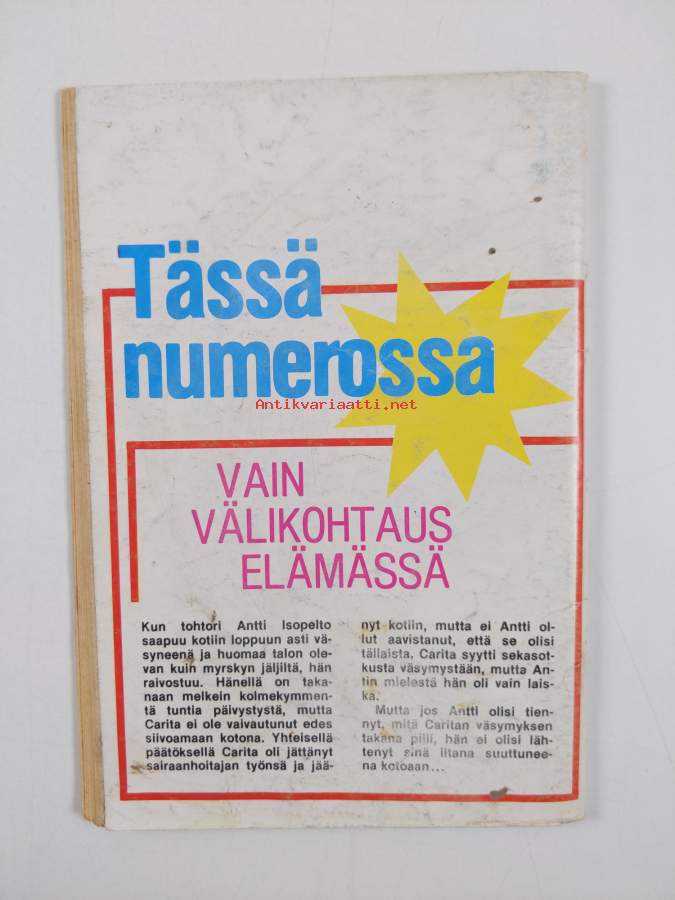 Tässä
numerossa
Antikvariaatti.net
VAIN
VÄLIKOHTAUS
ELÄMÄSSÄ
Kun tohtori Antti Isopelto
saapuu kotiin loppuun asti vä-
syneenä ja huomaa talon ole-
van kuin myrskyn jäljiltä, hän
raivostuu. Hänellä on taka-
naan melkein kolmekymmen-
tä tuntia päivystystä, mutta
Carita ei ole vaivautunut edes
siivoamaan kotona. Yhteisellä
päätöksellä Carita oli jättänyt
sairaanhoitajan työnsä ja jää-
nyt kotiin, mutta ei Antti ol-
lut aavistanut, että se olisi
tällaista. Carita syytti sekasot-
kusta väsymystään, mutta An-
tin mielestä hän oli vain lais-
ka.
Mutta jos Antti olisi tien-
nyt, mitä Caritan väsymyksen
takana piili, hän ei olisi läh-
tenyt sinä iltana suuttunee-
na kotoaan...